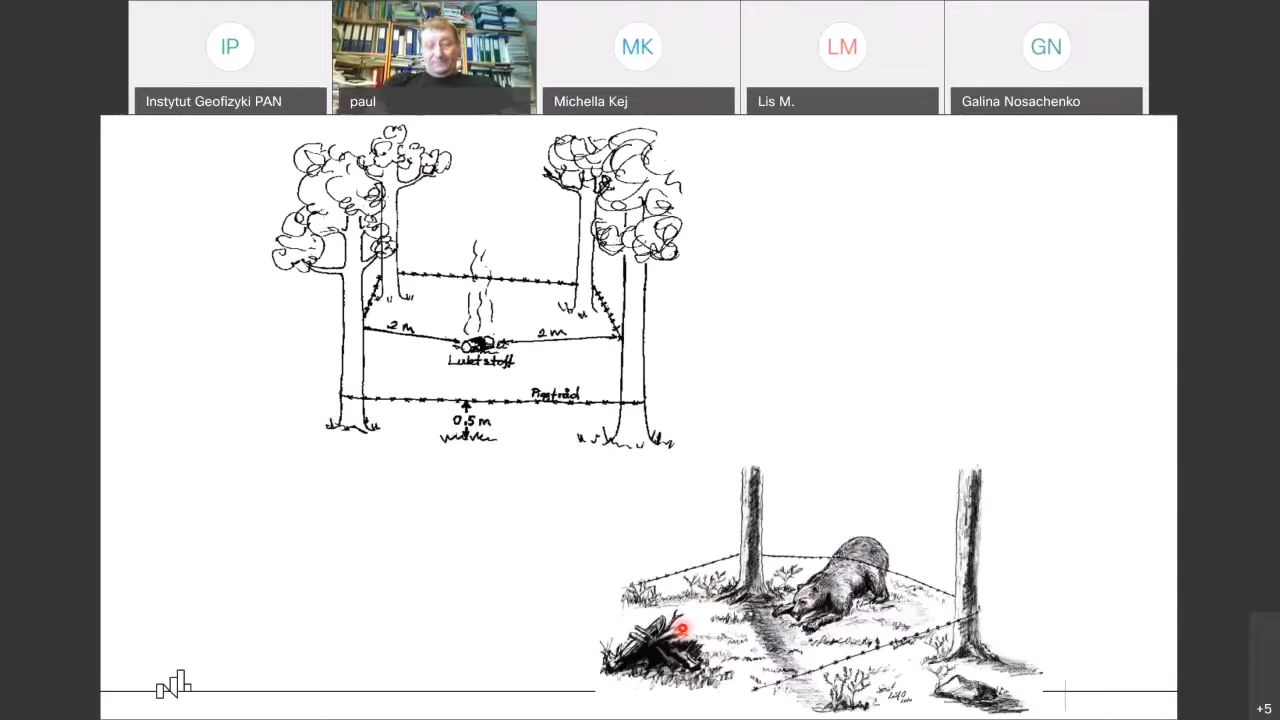 IP
MK
LM
GN
Instytut Geofizyki PAN
paul
Michella Kej
Lis M.
Galina Nosachenko
2 m
2 m
Luktstoff
Piggtråd
0,5 m
+5